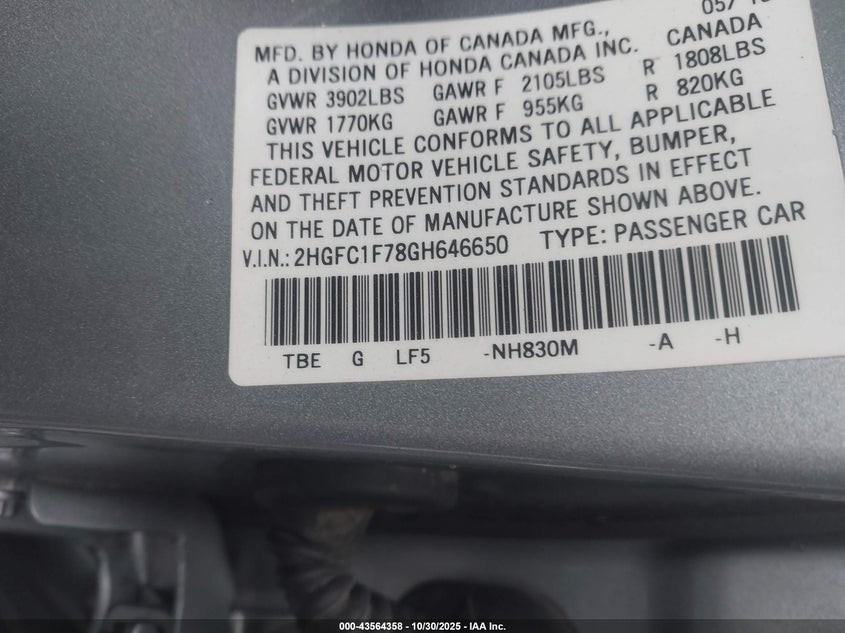 MFD. BY HONDA OF CANADA MFG.,
A DIVISION OF HONDA CANADA INC. CANADA
GVWR 3902LBS GAWR F 2105LBS R 1808LBS
GVWR 1770KG GAWR F 955KG R 820KG
THIS VEHICLE CONFORMS TO ALL APPLICABLE
FEDERAL MOTOR VEHICLE SAFETY, BUMPER,
AND THEFT PREVENTION STANDARDS IN EFFECT
ON THE DATE OF MANUFACTURE SHOWN ABOVE.
V.I.N.: 2HGFC1F78GH646650 TYPE: PASSENGER CAR
TBE G LF5 -NH830M -A -H
000-43564358 - 10/30/2025 - IAA Inc.